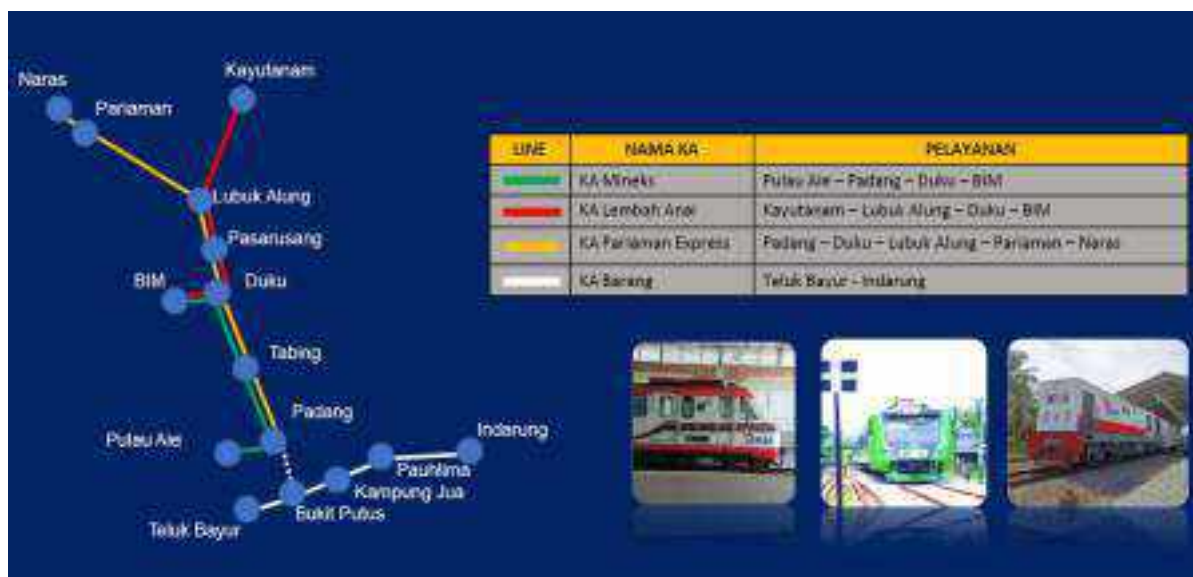 Naras
Kayutanam
Pariaman
Lubuk Alung
Pasarusang
BIM
Duku
Tabing
Padang
Pulau Aie
Indarung
Pauhlima
Kampung Jua
Bukit Putus
Teluk Bayur
LINE NAMA KA PELAYANAN
KA Mineks Pulau Aie – Padang – Duku – BIM
KA Lembah Anai Kayutanam – Lubuk Alung – Duku – BIM
KA Pariaman Express Padang – Duku – Lubuk Alung – Pariaman – Naras
KA Barang Teluk Bayur - Indarung